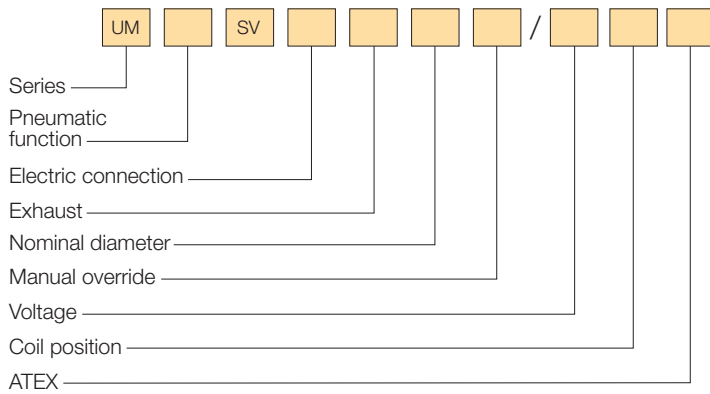 UM SV /
Series
Pneumatic
function
Electric connection
Exhaust
Nominal diameter
Manual override
Voltage
Coil position
ATEX